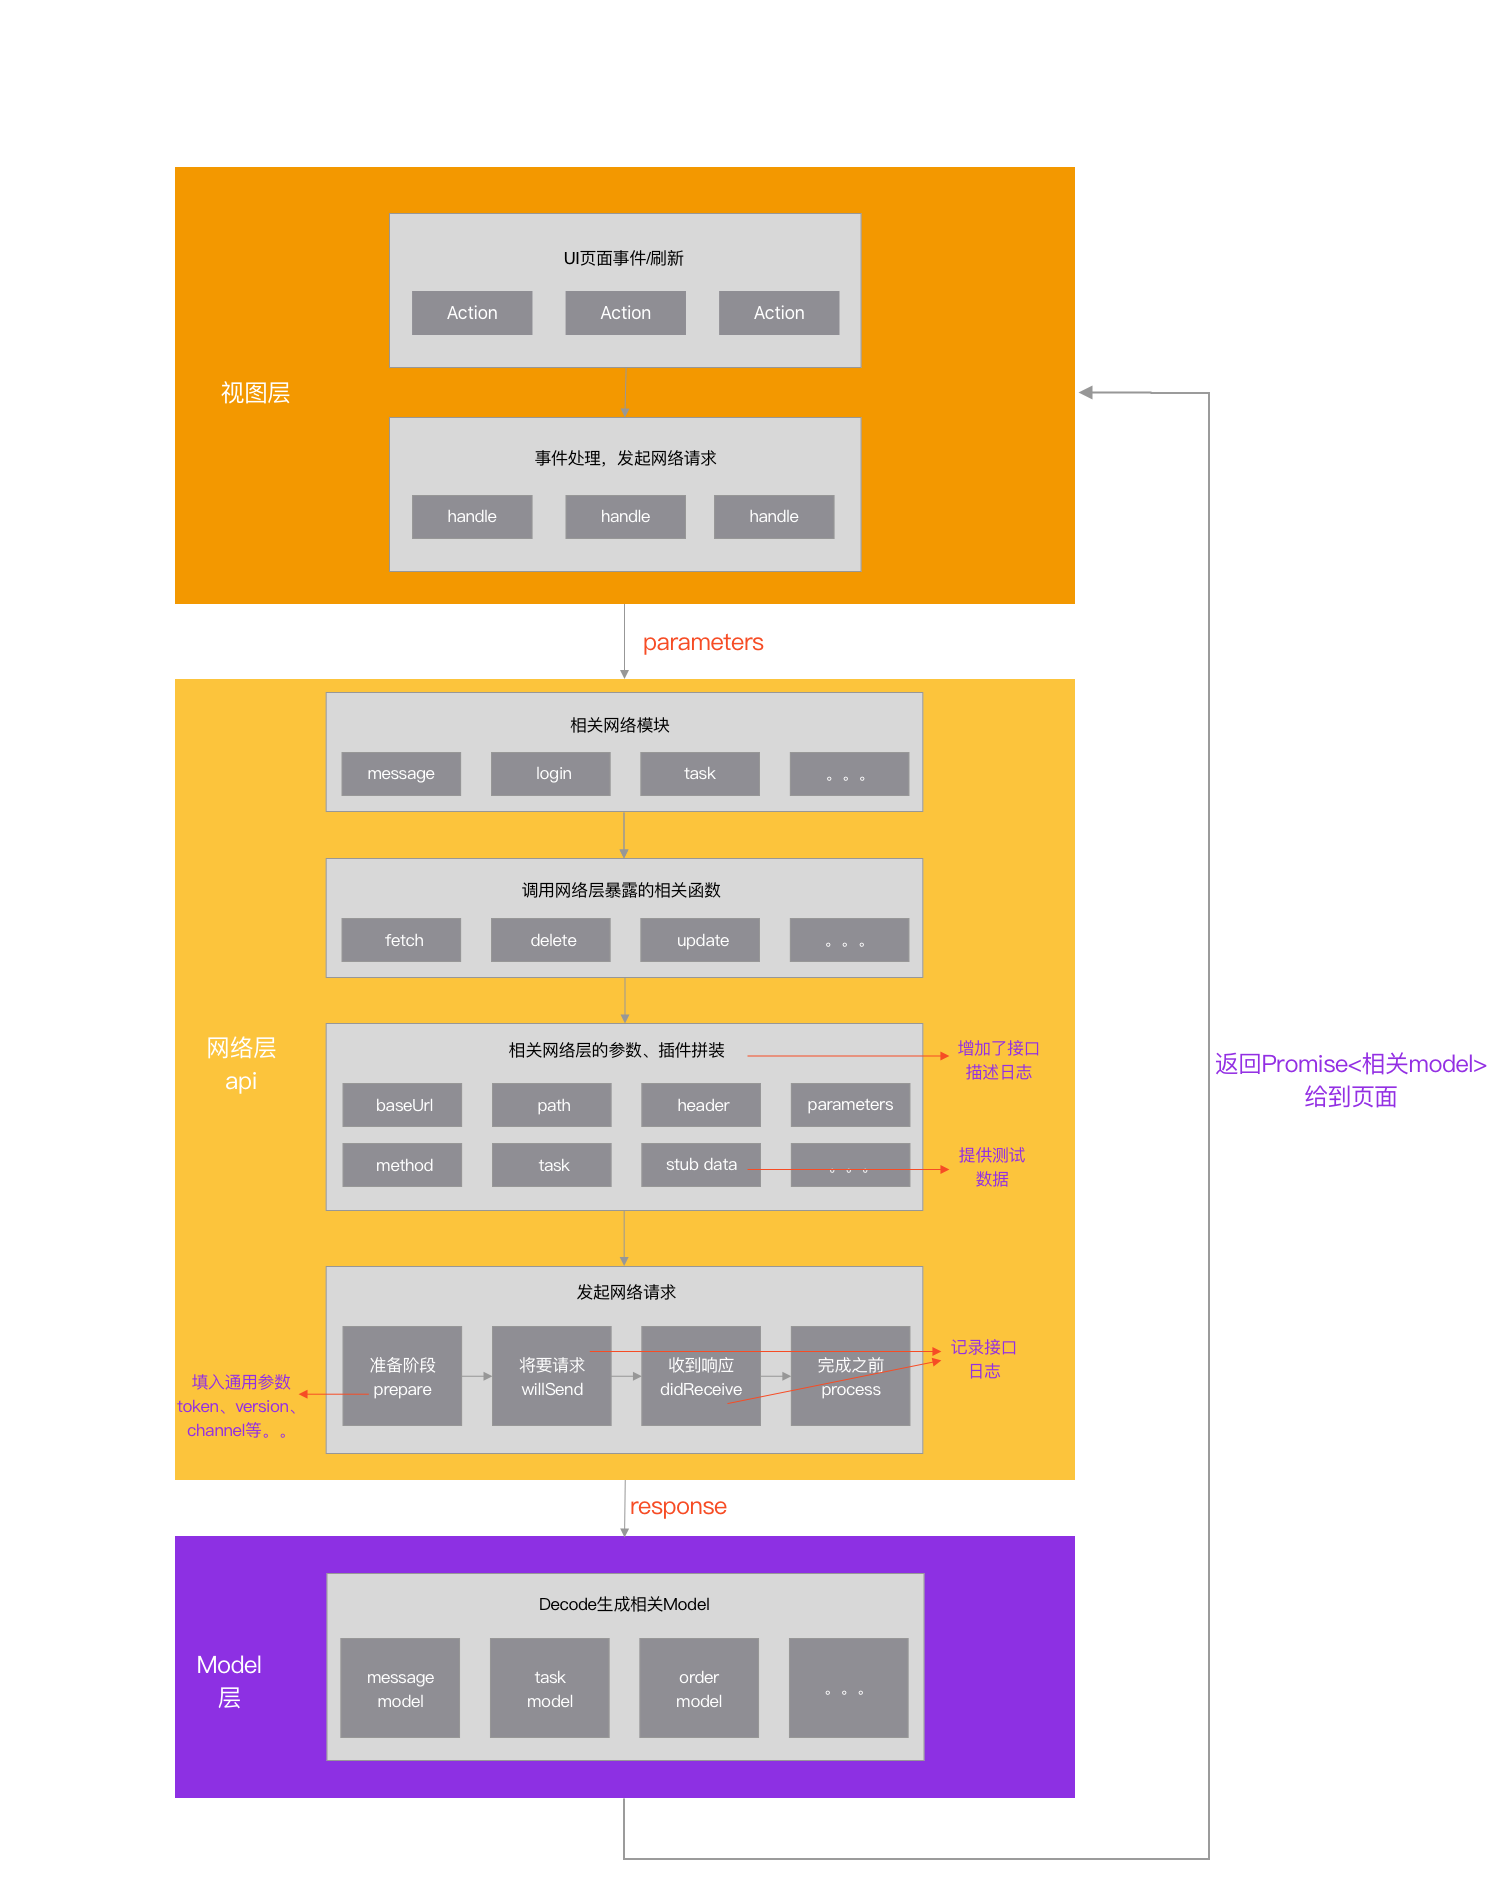 UI页面事件/刷新
Action
Action
Action
视图层
事件处理，发起网络请求
handle
handle
handle
parameters
相关网络模块
message
login
task
。。。
调用网络层暴露的相关函数
fetch
delete
update
。。。
网络层
api
相关网络层的参数、插件拼装
增加了接口
描述日志
baseUrl
path
header
parameters
method
task
stub data
。。。
提供测试
数据
返回Promise<相关model>
给到页面
发起网络请求
准备阶段
prepare
将要请求
willSend
收到响应
didReceive
完成之前
process
记录接口
日志
填入通用参数
token、version、
channel等。。
response
Model
层
Decode生成相关Model
message
model
task
model
order
model
。。。